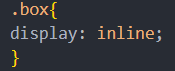 .box{
display: inline;
}